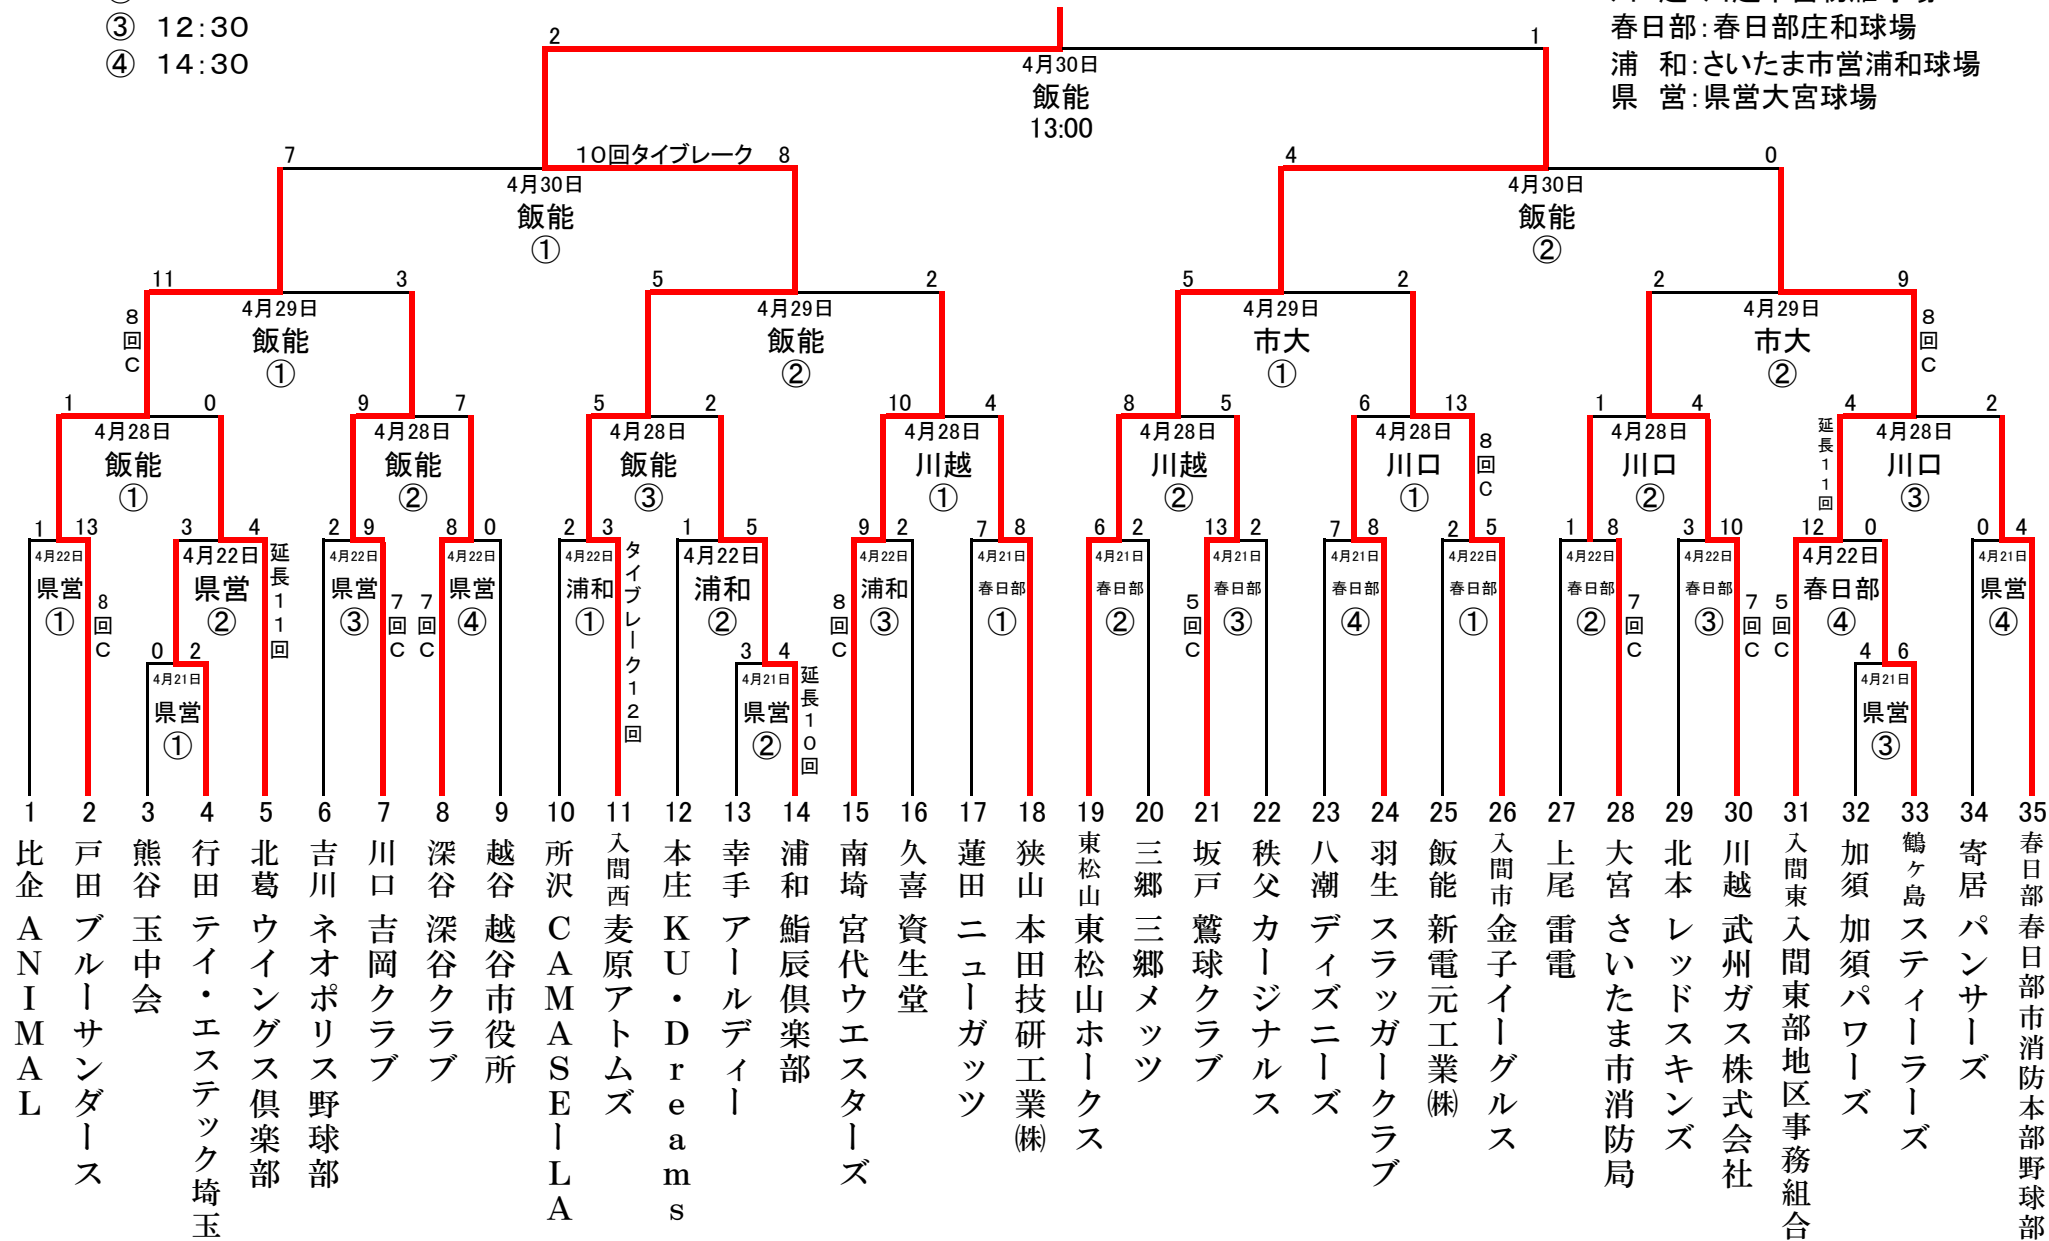 ③ 12:30
④ 14:30
春日部：春日部庄和球場
浦 和：さいたま市営浦和球場
県 営：県営大宮球場
2 1
4月30日
飯能
13:00
7 10回タイブレーク 8 4 0
4月30日 4月30日
飯能 飯能
① ②
11 3 5 2 5 2 2 9
4月29日 4月29日 4月29日 4月29日
飯能 飯能 市大 市大
① ② ① ②
8回C
8回C
1 0 9 7 5 2 10 4 8 5 6 13 1 4 4 2
4月28日 4月28日 4月28日 4月28日 4月28日 4月28日 4月28日 4月28日
飯能 飯能 飯能 川越 川越 川口 川口 川口
① ② ③ ① ② ① ② ③
8回C
延長11回
1 13 3 4 2 9 8 0 2 3 1 5 9 2 7 8 6 2 13 2 7 8 2 5 1 8 3 10 12 0 0 4
4月22日 4月22日 4月22日 4月22日 4月22日 4月22日 4月22日 4月21日 4月21日 4月21日 4月21日 4月22日 4月22日 4月22日 4月22日 4月21日
県営 県営 県営 県営 浦和 浦和 浦和 春日部 春日部 春日部 春日部 春日部 春日部 春日部 春日部 県営
① ② ③ ④ ① ② ③ ① ② ③ ④ ① ② ③ ④ ④
8回C
延長11回
7回C
7回C
タイブレーク12回
8回C
5回C
7回C
7回C
5回C
0 2 3 4 4 6
4月21日 4月21日 4月21日
県営 県営 県営
① ② ③
延長10回
1 比企 ANIMAL
2 戸田 ブルーサンダース
3 熊谷 玉中会
4 行田 テイ・エステック埼玉
5 北葛 ウイングス倶楽部
6 吉川 ネオポリス野球部
7 川口 吉岡クラブ
8 深谷 深谷クラブ
9 越谷 越谷市役所
10 所沢 CAMASEーLA
11 入間西 麦原アトムズ
12 本庄 KU・Dreams
13 幸手 アールディー
14 浦和 鮨辰倶楽部
15 南埼 宮代ウエスターズ
16 久喜 資生堂
17 蓮田 ニューガッツ
18 狭山 本田技研工業㈱
19 東松山 東松山ホークス
20 三郷 三郷メッツ
21 坂戸 鷲球クラブ
22 秩父 カージナルス
23 八潮 ディズニーズ
24 羽生 スラッガークラブ
25 飯能 新電元工業㈱
26 入間市 金子イーグルス
27 上尾 雷電
28 大宮 さいたま市消防局
29 北本 レッドスキンズ
30 川越 武州ガス株式会社
31 入間東 入間東部地区事務組合
32 加須 加須パワーズ
33 鶴ヶ島 スティーラーズ
34 寄居 パンサーズ
35 春日部 春日部市消防本部野球部